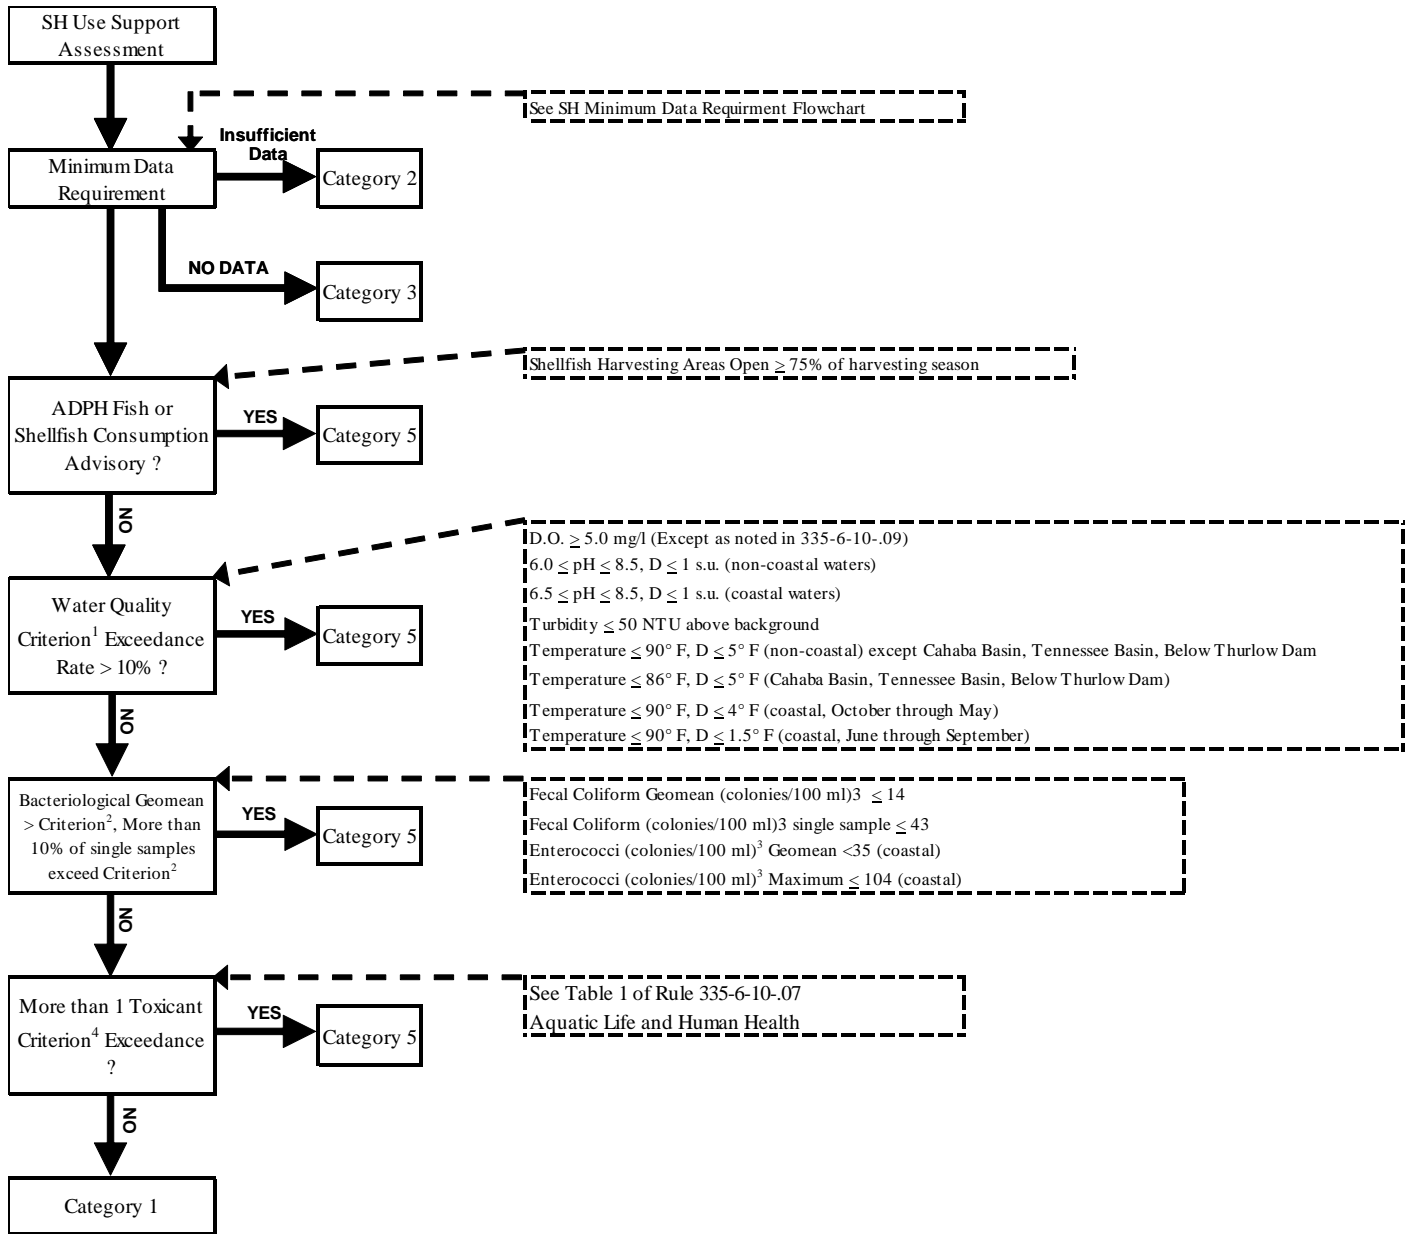 SH Use Support
Assessment
See SH Minimum Data Requirment Flowchart
Insufficient
Data
Minimum Data
Requirement
Category 2
NO DATA
Category 3
Shellfish Harvesting Areas Open ≥ 75% of harvesting season
ADPH Fish or
Shellfish Consumption
Advisory ?
YES
Category 5
NO
D.O. ≥ 5.0 mg/l (Except as noted in 335-6-10-.09)
6.0 ≤ pH ≤ 8.5, D ≤ 1 s.u. (non-coastal waters)
6.5 ≤ pH ≤ 8.5, D ≤ 1 s.u. (coastal waters)
Turbidity ≤ 50 NTU above background
Temperature ≤ 90° F, D ≤ 5° F (non-coastal) except Cahaba Basin, Tennessee Basin, Below Thurlow Dam
Temperature ≤ 86° F, D ≤ 5° F (Cahaba Basin, Tennessee Basin, Below Thurlow Dam)
Temperature ≤ 90° F, D ≤ 4° F (coastal, October through May)
Temperature ≤ 90° F, D ≤ 1.5° F (coastal, June through September)
Water Quality
Criterion¹ Exceedance
Rate > 10% ?
YES
Category 5
NO
Bacteriological Geomean
> Criterion², More than
10% of single samples
exceed Criterion²
YES
Category 5
Fecal Coliform Geomean (colonies/100 ml)3 ≤ 14
Fecal Coliform (colonies/100 ml)3 single sample ≤ 43
Enterococci (colonies/100 ml)³ Geomean <35 (coastal)
Enterococci (colonies/100 ml)³ Maximum ≤ 104 (coastal)
NO
More than 1 Toxicant
Criterion⁴ Exceedance
?
YES
Category 5
See Table 1 of Rule 335-6-10-.07
Aquatic Life and Human Health
NO
Category 1